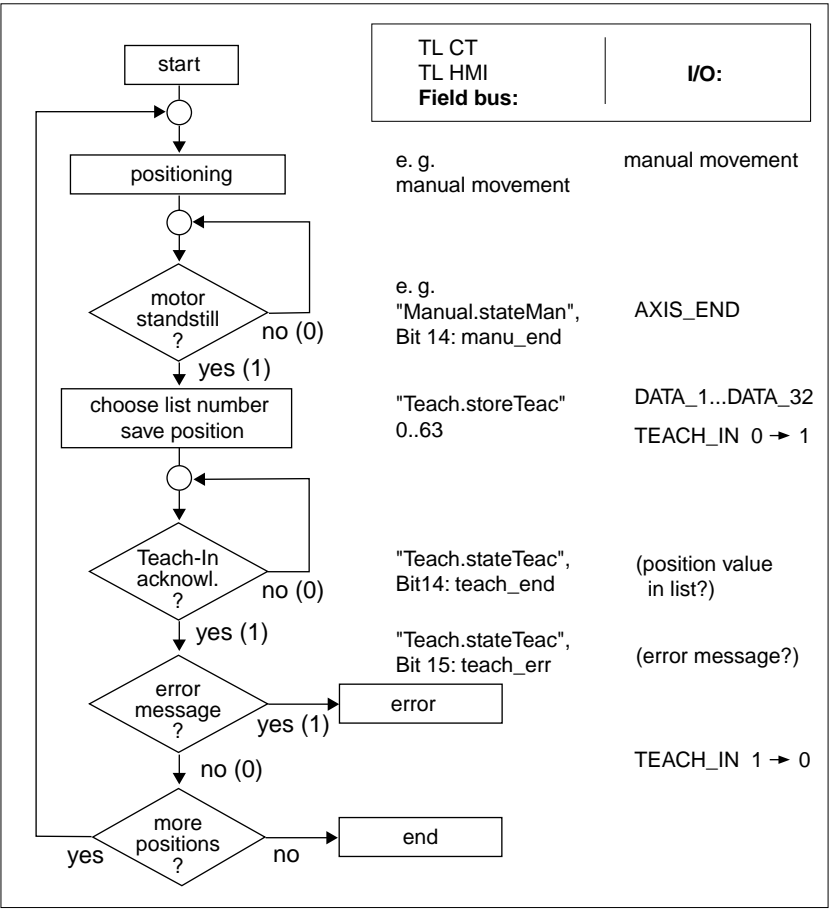 TL CT
TL HMI
Field bus:
I/O:
start
positioning
e. g.
manual movement
manual movement
motor
standstill
?
no (0)
yes (1)
e. g.
"Manual.stateMan",
Bit 14: manu_end
AXIS_END
choose list number
save position
"Teach.storeTeac"
0..63
DATA_1...DATA_32
TEACH_IN 0 → 1
Teach-In
acknowl.
?
no (0)
yes (1)
"Teach.stateTeac",
Bit14: teach_end
(position value
in list?)
"Teach.stateTeac",
Bit 15: teach_err
(error message?)
error
message
?
yes (1)
error
no (0)
TEACH_IN 1 → 0
more
positions
?
yes
no
end